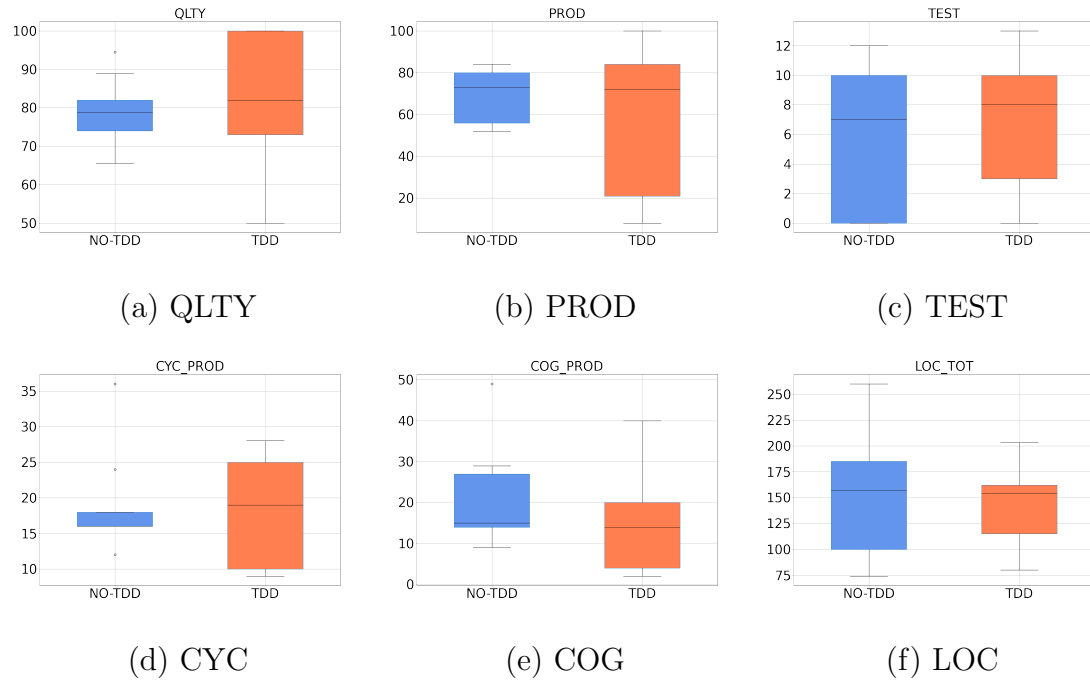 QLTY
100
90
80
70
60
50
NO-TDD
TDD
(a) QLTY
PROD
100
80
60
40
20
NO-TDD
TDD
(b) PROD
TEST
12
10
8
6
4
2
0
NO-TDD
TDD
(c) TEST
CYC_PROD
35
30
25
20
15
10
NO-TDD
TDD
(d) CYC
COG_PROD
50
40
30
20
10
0
NO-TDD
TDD
(e) COG
LOC_TOT
250
225
200
175
150
125
100
75
NO-TDD
TDD
(f) LOC